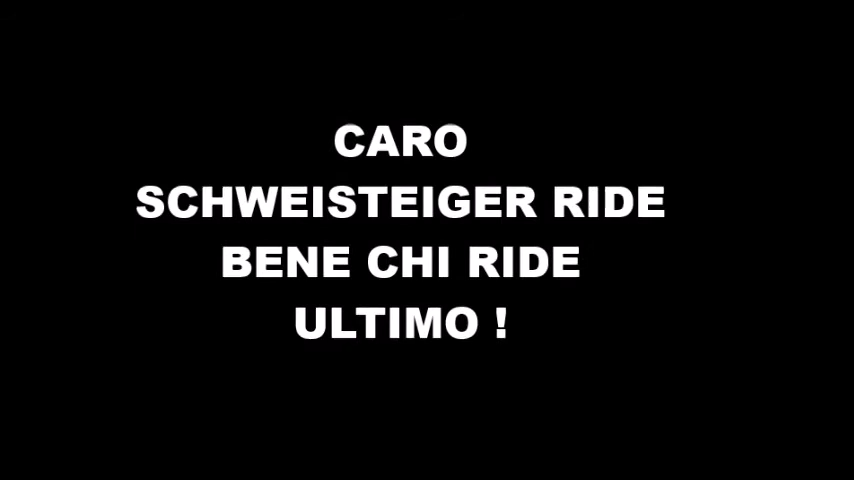 CARO
SCHWEISTEIGER RIDE
BENE CHI RIDE
ULTIMO !